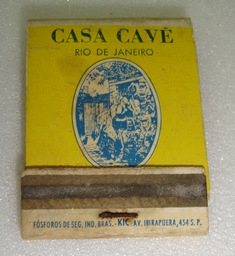 CASA CAVÉ
RIO DE JANEIRO
FÓSFOROS DE SEG. IND. BRAS. - KIC. AV. IBIRAPUERA, 454 S. P.